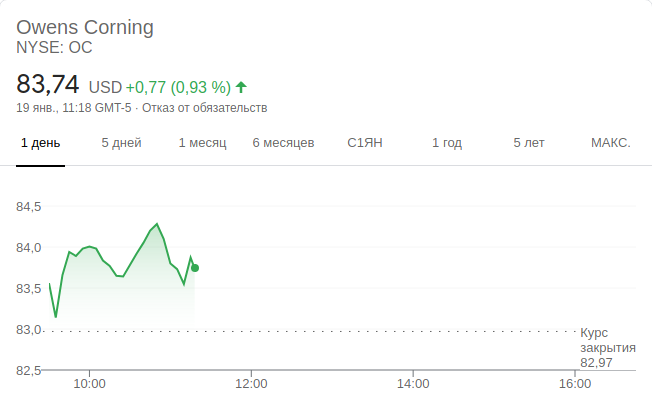 Owens Corning
NYSE: OC
83,74 USD +0,77 (0,93 %)
19 янв., 11:18 GMT-5 · Отказ от обязательств
1 день 5 дней 1 месяц 6 месяцев С1ЯН 1 год 5 лет МАКС.
84,5
84,0
83,5
83,0
Курс
закрытия
82,97
82,5
10:00 12:00 14:00 16:00